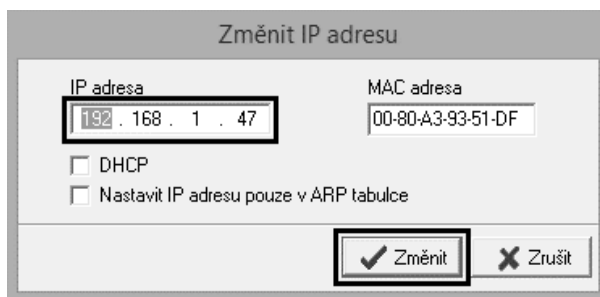 Změnit IP adresu
IP adresa MAC adresa
192 . 168 . 1 . 47 00-80-A3-93-51-DF
DHCP
Nastavit IP adresu pouze v ARP tabulce
Změnit Zrušit